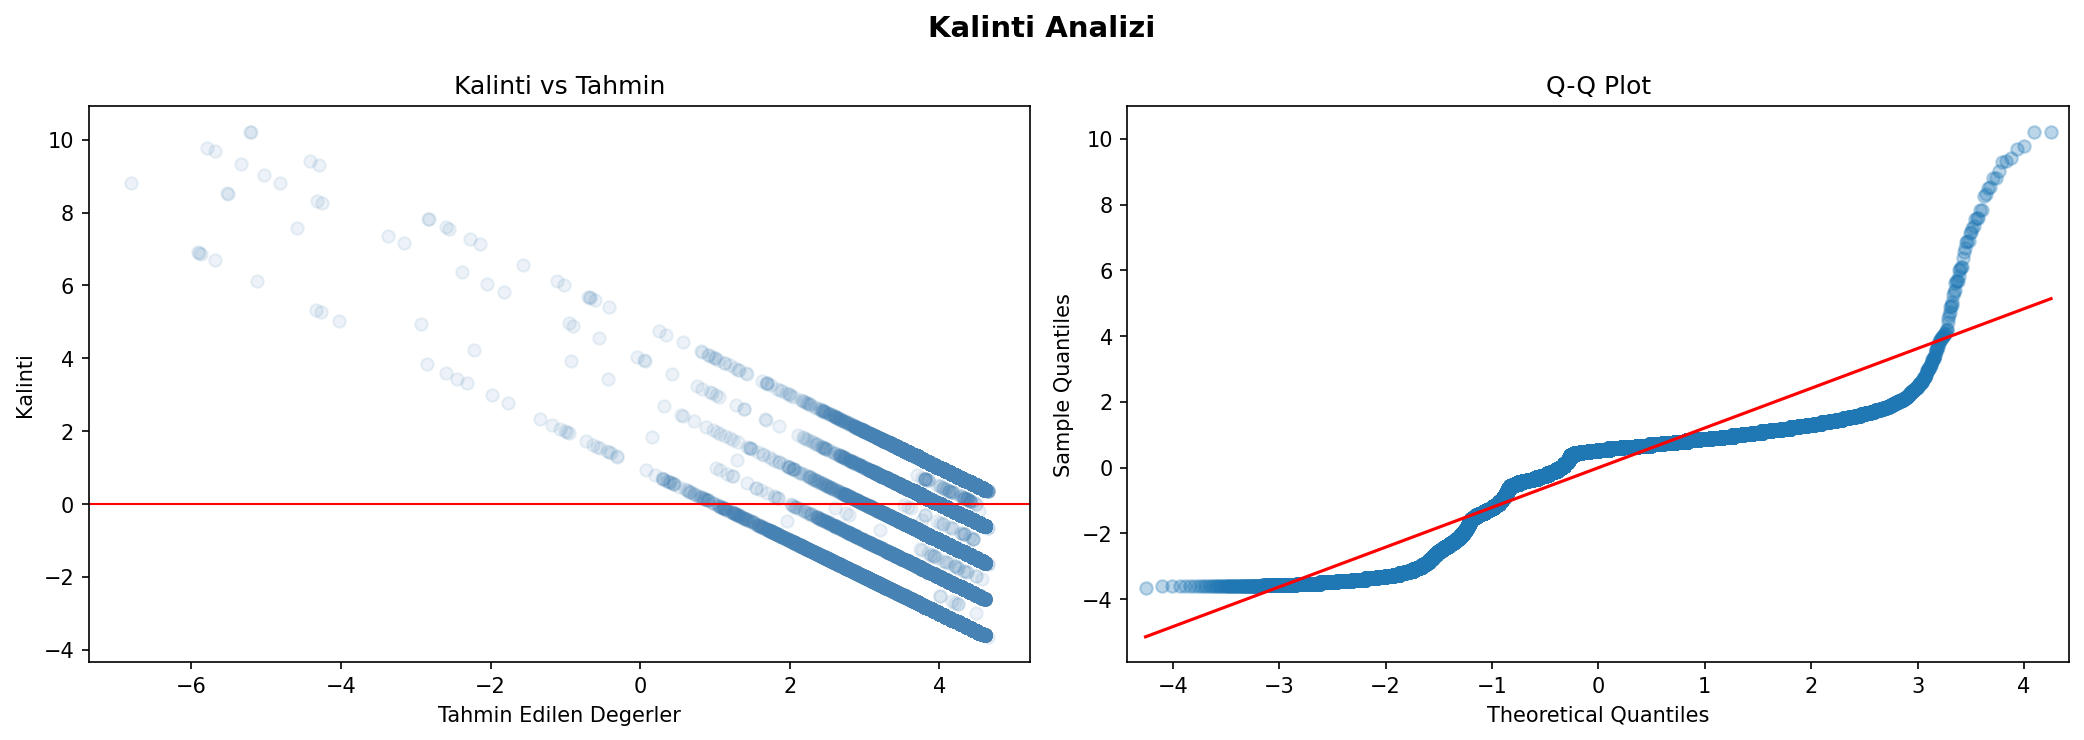 Kalinti Analizi
Kalinti vs Tahmin
Kalinti
10
8
6
4
2
0
−2
−4
−6 −4 −2 0 2 4
Tahmin Edilen Degerler
Q-Q Plot
Sample Quantiles
10
8
6
4
2
0
−2
−4
−4 −3 −2 −1 0 1 2 3 4
Theoretical Quantiles